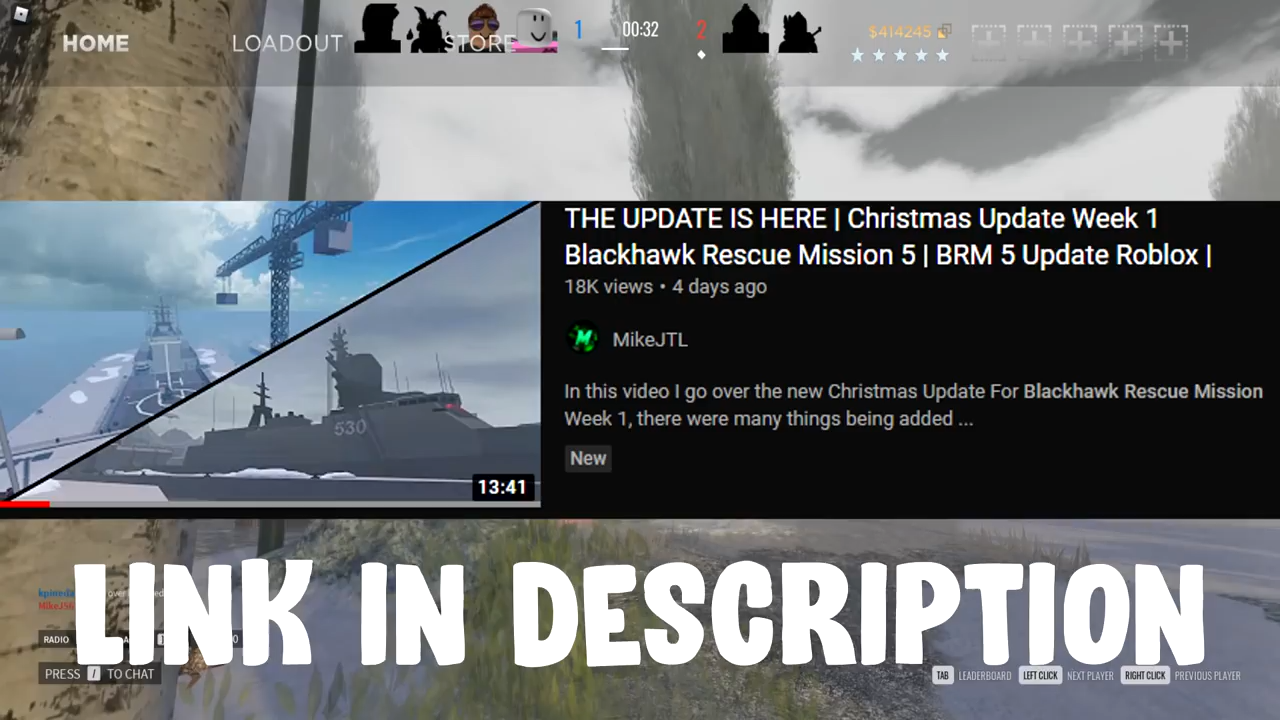 HOME
LOADOUT
STORE
1
00:32
2
$414245
THE UPDATE IS HERE | Christmas Update Week 1
Blackhawk Rescue Mission 5 | BRM 5 Update Roblox |
18K views • 4 days ago
M
MikeJTL
In this video I go over the new Christmas Update For Blackhawk Rescue Mission
Week 1, there were many things being added ...
New
530
13:41
LINK IN DESCRIPTION
RADIO
PRESS / TO CHAT
TAB LEADERBOARD LEFT CLICK NEXT PLAYER RIGHT CLICK PREVIOUS PLAYER